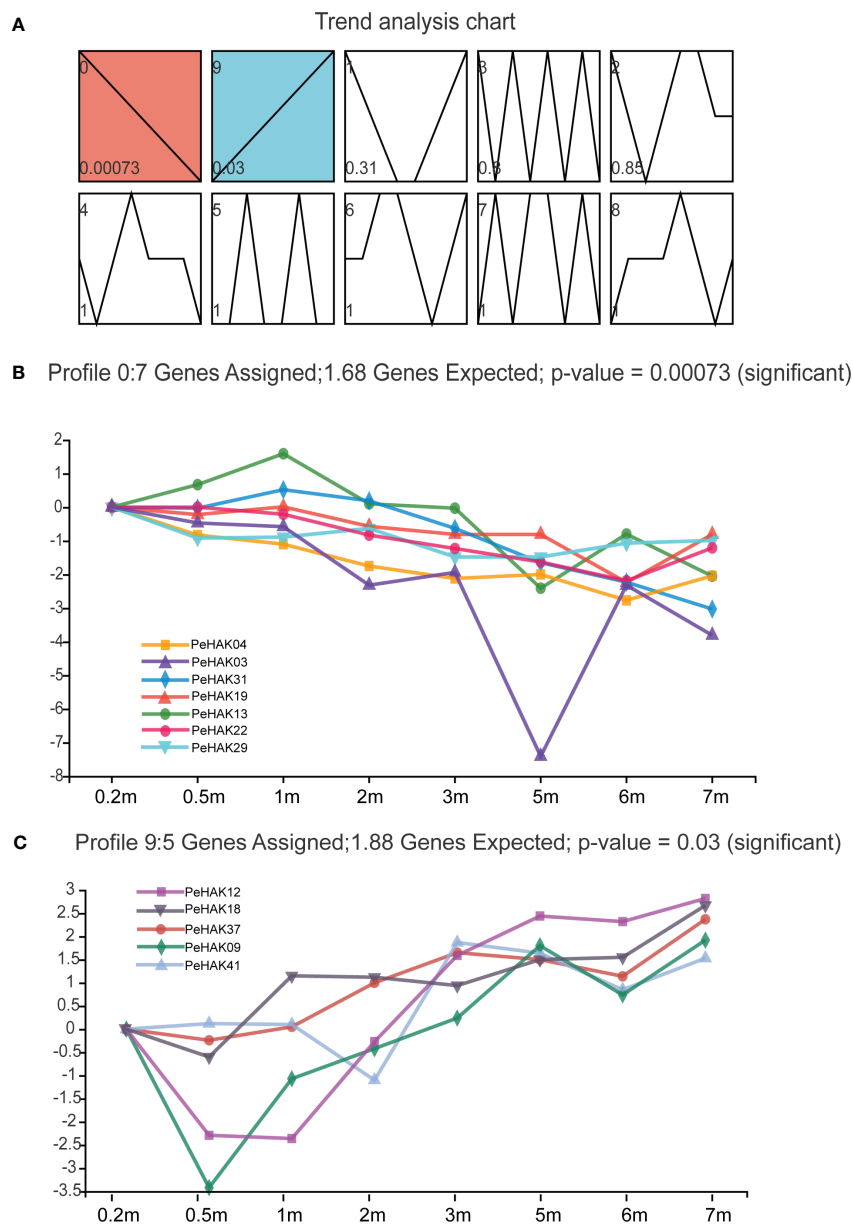 A
Trend analysis chart
0
0.00073
9
0.03
1
0.31
3
0.8
2
0.85
4
1
5
1
6
1
7
1
8
1
B
Profile 0:7 Genes Assigned;1.68 Genes Expected; p-value = 0.00073 (significant)
2
1
0
-1
-2
-3
-4
-5
-6
-7
-8
PeHAK04
PeHAK03
PeHAK31
PeHAK19
PeHAK13
PeHAK22
PeHAK29
0.2m 0.5m 1m 2m 3m 5m 6m 7m
C
Profile 9:5 Genes Assigned;1.88 Genes Expected; p-value = 0.03 (significant)
3
2.5
2
1.5
1
0.5
0
-0.5
-1
-1.5
-2
-2.5
-3
-3.5
PeHAK12
PeHAK18
PeHAK37
PeHAK09
PeHAK41
0.2m 0.5m 1m 2m 3m 5m 6m 7m